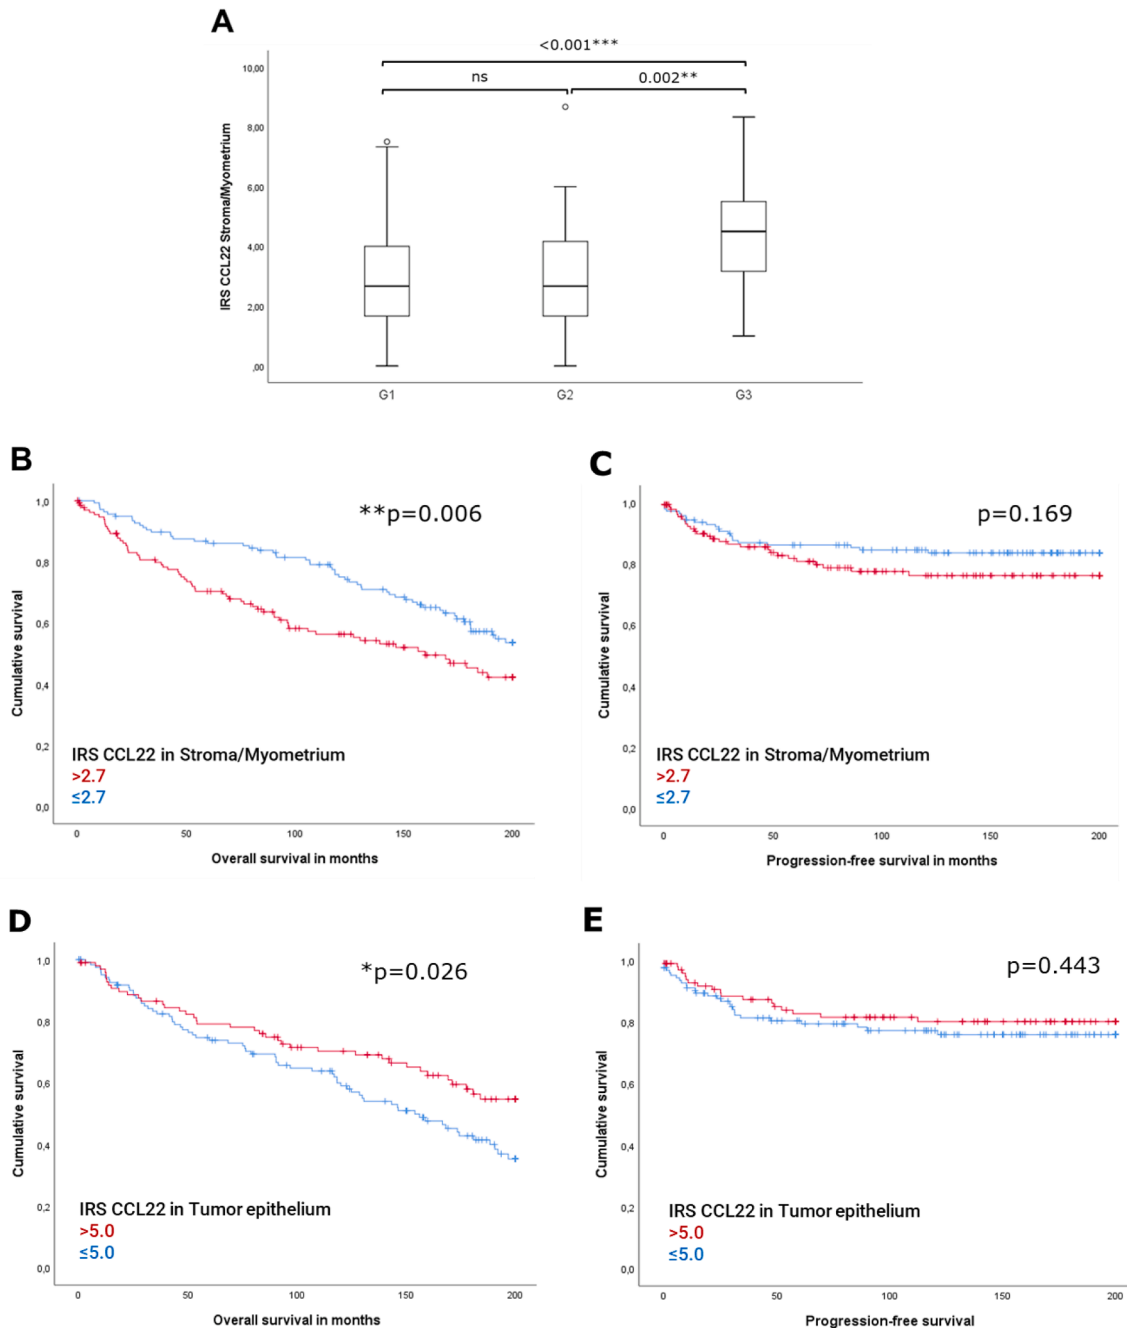 A
<0.001***
ns
0.002**
IRS CCL22 Stroma/Myometrium
10,00
8,00
6,00
4,00
2,00
,00
G1
G2
G3
B
**p=0.006
Cumulative survival
1,0
0,8
0,6
0,4
0,2
0,0
IRS CCL22 in Stroma/Myometrium
>2.7
≤2.7
0
50
100
150
200
Overall survival in months
C
p=0.169
Cumulative survival
1,0
0,8
0,6
0,4
0,2
0,0
IRS CCL22 in Stroma/Myometrium
>2.7
≤2.7
0
50
100
150
200
Progression-free survival in months
D
*p=0.026
Cumulative survival
1,0
0,8
0,6
0,4
0,2
0,0
IRS CCL22 in Tumor epithelium
>5.0
≤5.0
0
50
100
150
200
Overall survival in months
E
p=0.443
Cumulative survival
1,0
0,8
0,6
0,4
0,2
0,0
IRS CCL22 in Tumor epithelium
>5.0
≤5.0
0
50
100
150
200
Progression-free survival